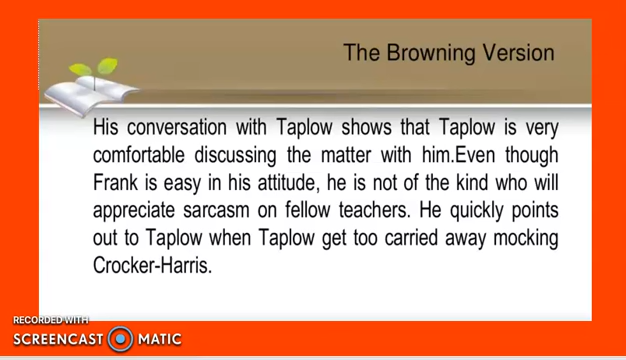 The Browning Version
His conversation with Taplow shows that Taplow is very
comfortable discussing the matter with him.Even though
Frank is easy in his attitude, he is not of the kind who will
appreciate sarcasm on fellow teachers. He quickly points
out to Taplow when Taplow get too carried away mocking
Crocker-Harris.
RECORDED WITH
SCREENCAST MATIC